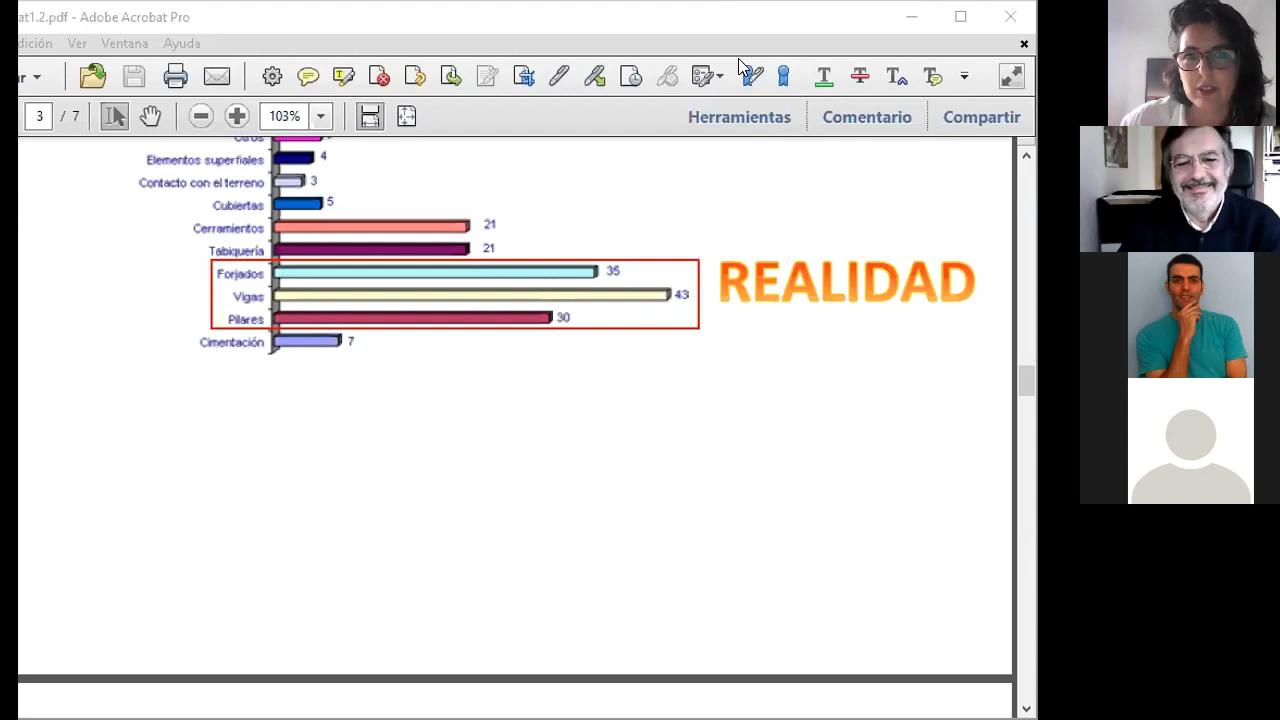 at1.2.pdf - Adobe Acrobat Pro
dición Ver Ventana Ayuda
3 / 7 103% Herramientas Comentario Compartir
Otros
Elementos superfiales 4
Contacto con el terreno 3
Cubiertas 5
Cerramientos 21
Tabiquería 21
Forjados 35
Vigas 43
Pilares 30
Cimentación 7
REALIDAD